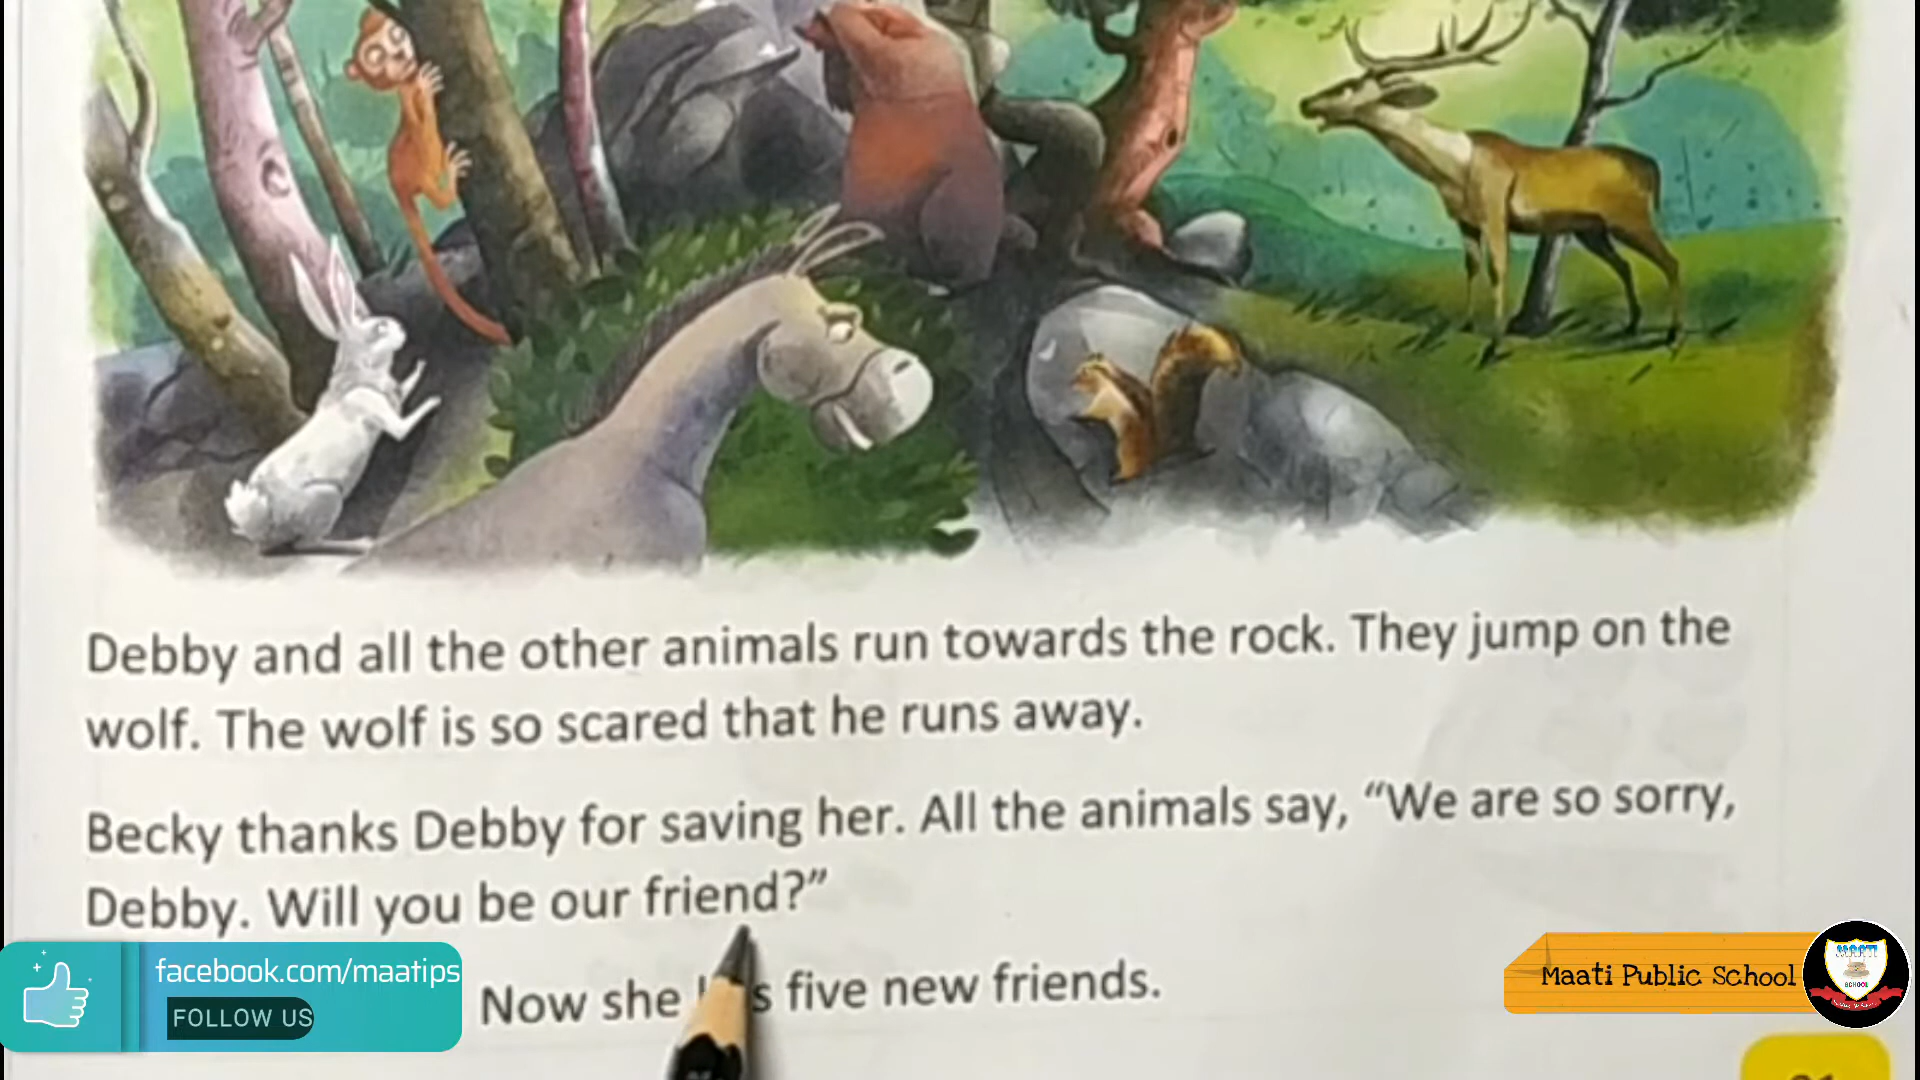 Debby and all the other animals run towards the rock. They jump on the
wolf. The wolf is so scared that he runs away.
Becky thanks Debby for saving her. All the animals say, “We are so sorry,
Debby. Will you be our friend?”
Now she s five new friends.
facebook.com/maatips
FOLLOW US
Maati Public School
MAATI
SCHOOL